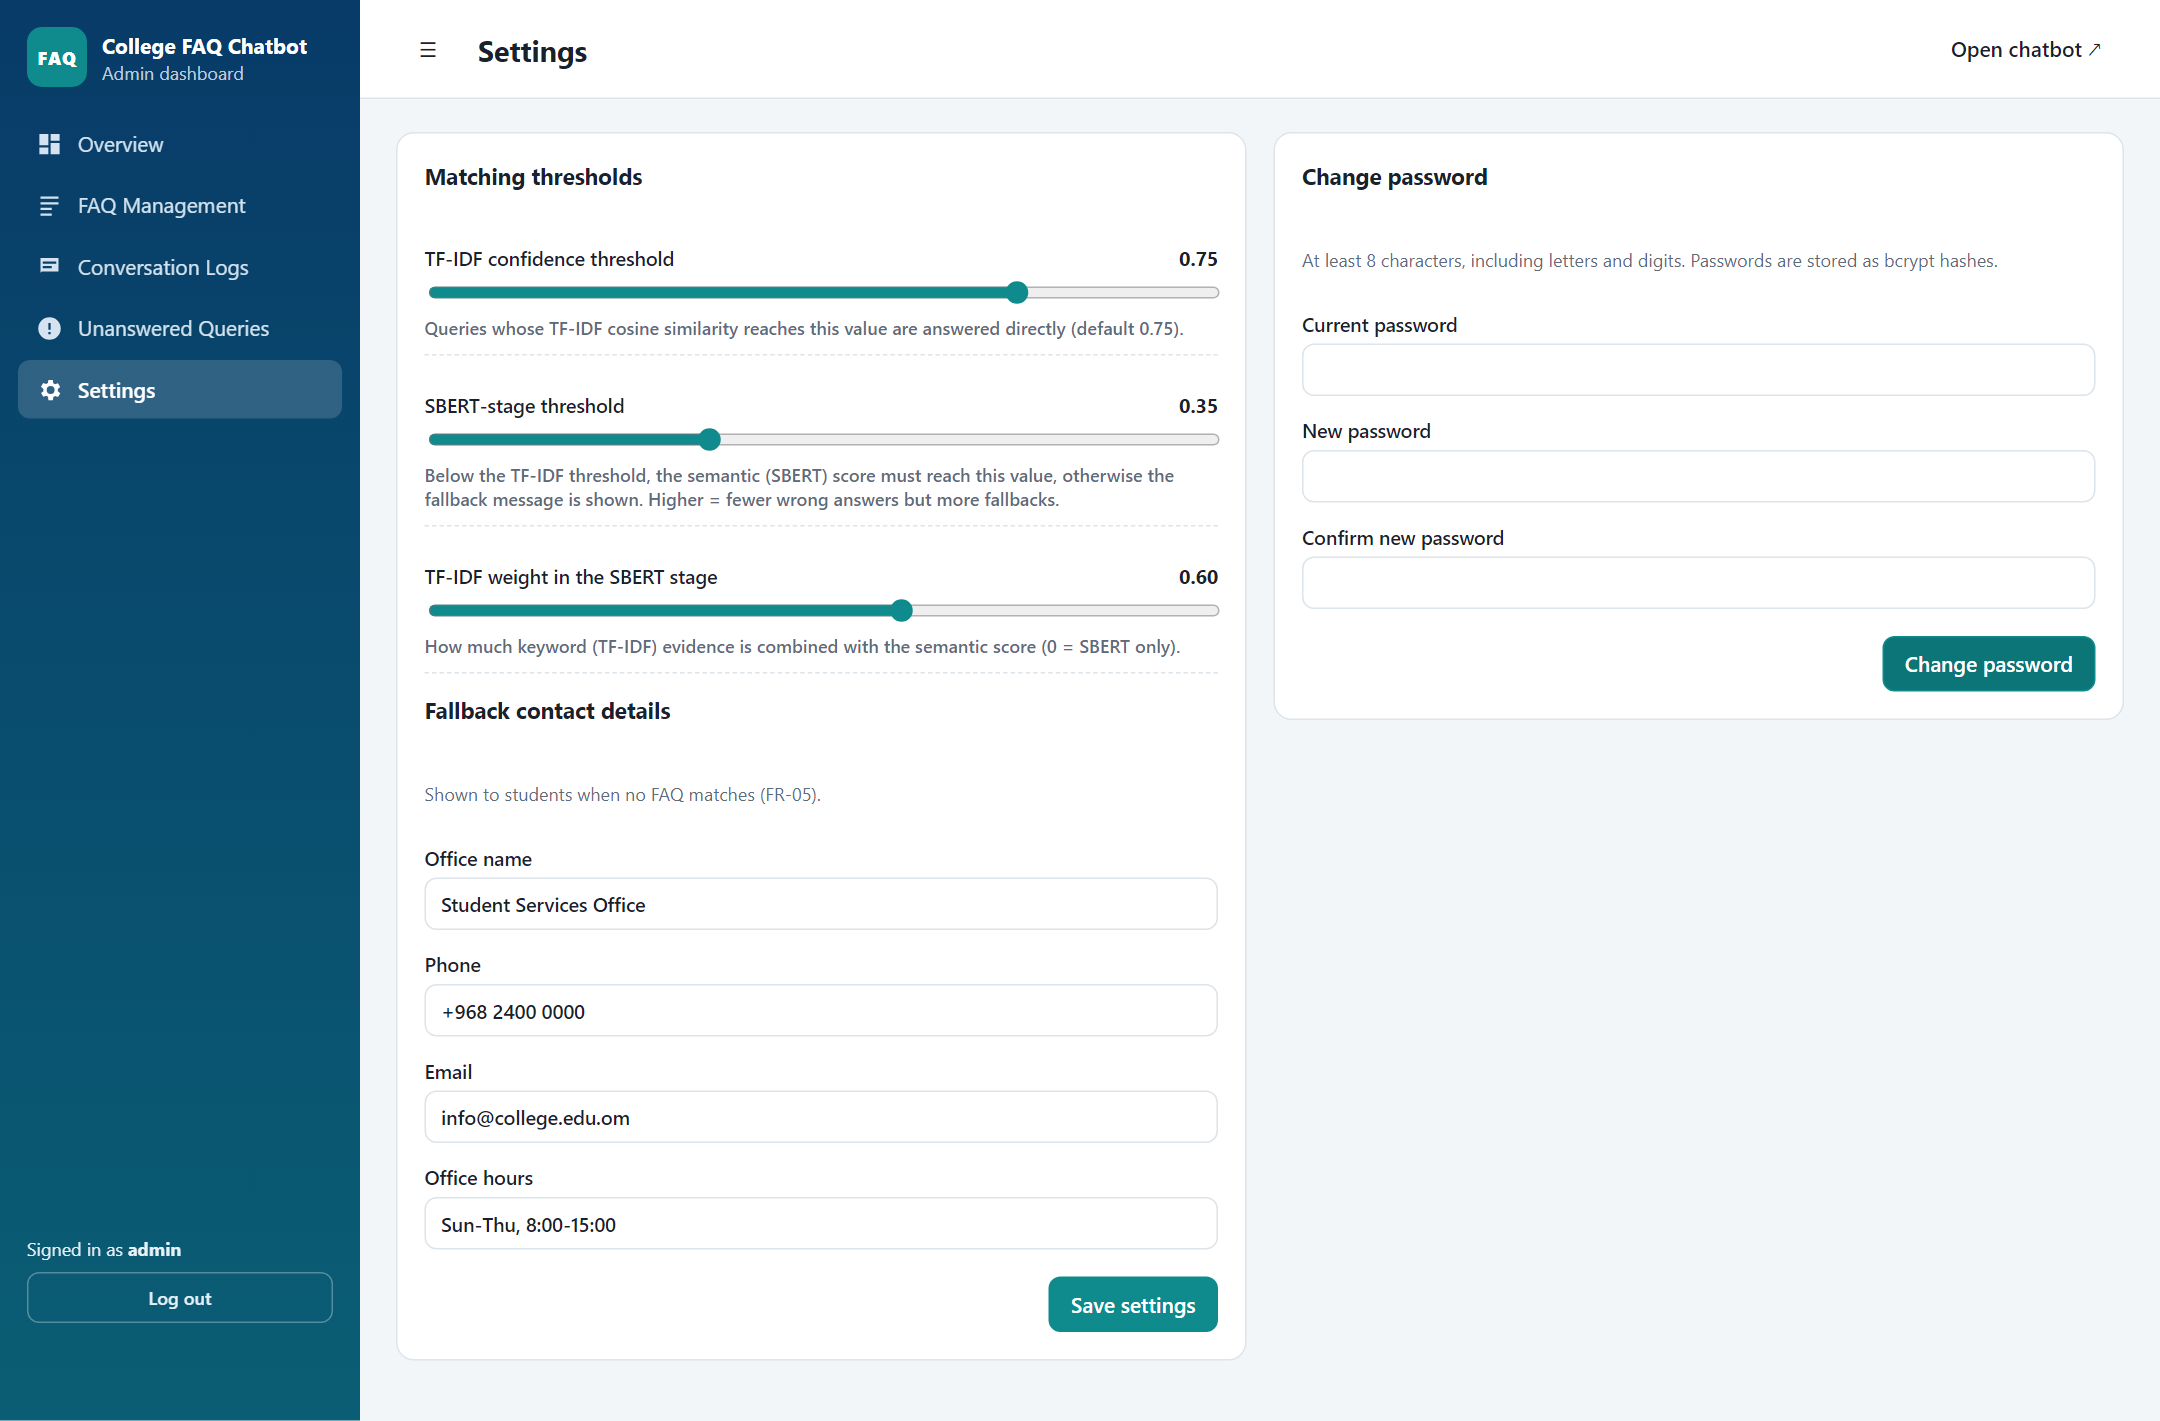 FAQ
College FAQ Chatbot
Admin dashboard
Overview
FAQ Management
Conversation Logs
Unanswered Queries
Settings
Signed in as admin
Log out
☰ Settings
Open chatbot ↗
Matching thresholds
TF-IDF confidence threshold 0.75
Queries whose TF-IDF cosine similarity reaches this value are answered directly (default 0.75).
SBERT-stage threshold 0.35
Below the TF-IDF threshold, the semantic (SBERT) score must reach this value, otherwise the
fallback message is shown. Higher = fewer wrong answers but more fallbacks.
TF-IDF weight in the SBERT stage 0.60
How much keyword (TF-IDF) evidence is combined with the semantic score (0 = SBERT only).
Fallback contact details
Shown to students when no FAQ matches (FR-05).
Office name
Student Services Office
Phone
+968 2400 0000
Email
info@college.edu.om
Office hours
Sun-Thu, 8:00-15:00
Save settings
Change password
At least 8 characters, including letters and digits. Passwords are stored as bcrypt hashes.
Current password
New password
Confirm new password
Change password